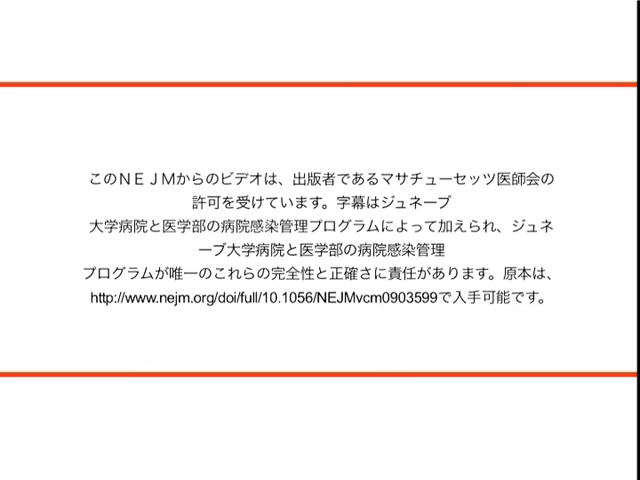 このＮＥＪＭからのビデオは、出版者であるマサチューセッツ医師会の
許可を受けています。字幕はジュネーブ
大学病院と医学部の病院感染管理プログラムによって加えられ、ジュネ
ーブ大学病院と医学部の病院感染管理
プログラムが唯一のこれらの完全性と正確さに責任があります。原本は、
http://www.nejm.org/doi/full/10.1056/NEJMvcm0903599で入手可能です。